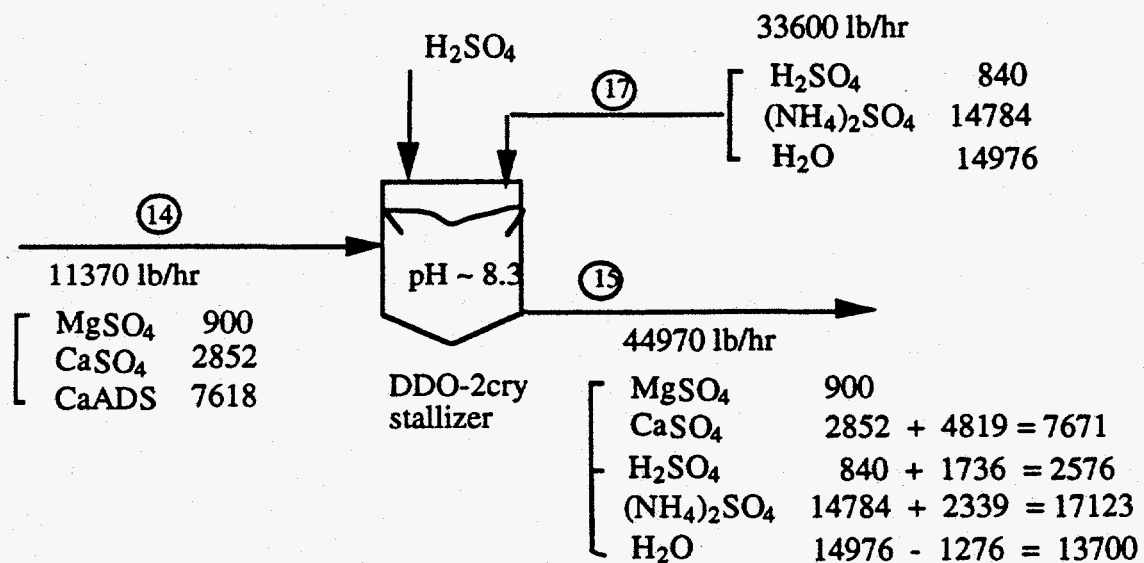 33600 lb/hr
H₂SO₄
17
H₂SO₄ 840
(NH₄)₂SO₄ 14784
H₂O 14976
14
11370 lb/hr
pH ~ 8.3
15
MgSO₄ 900
CaSO₄ 2852
CaADS 7618
DDO-2cry
stallizer
44970 lb/hr
MgSO₄ 900
CaSO₄ 2852 + 4819 = 7671
H₂SO₄ 840 + 1736 = 2576
(NH₄)₂SO₄ 14784 + 2339 = 17123
H₂O 14976 - 1276 = 13700